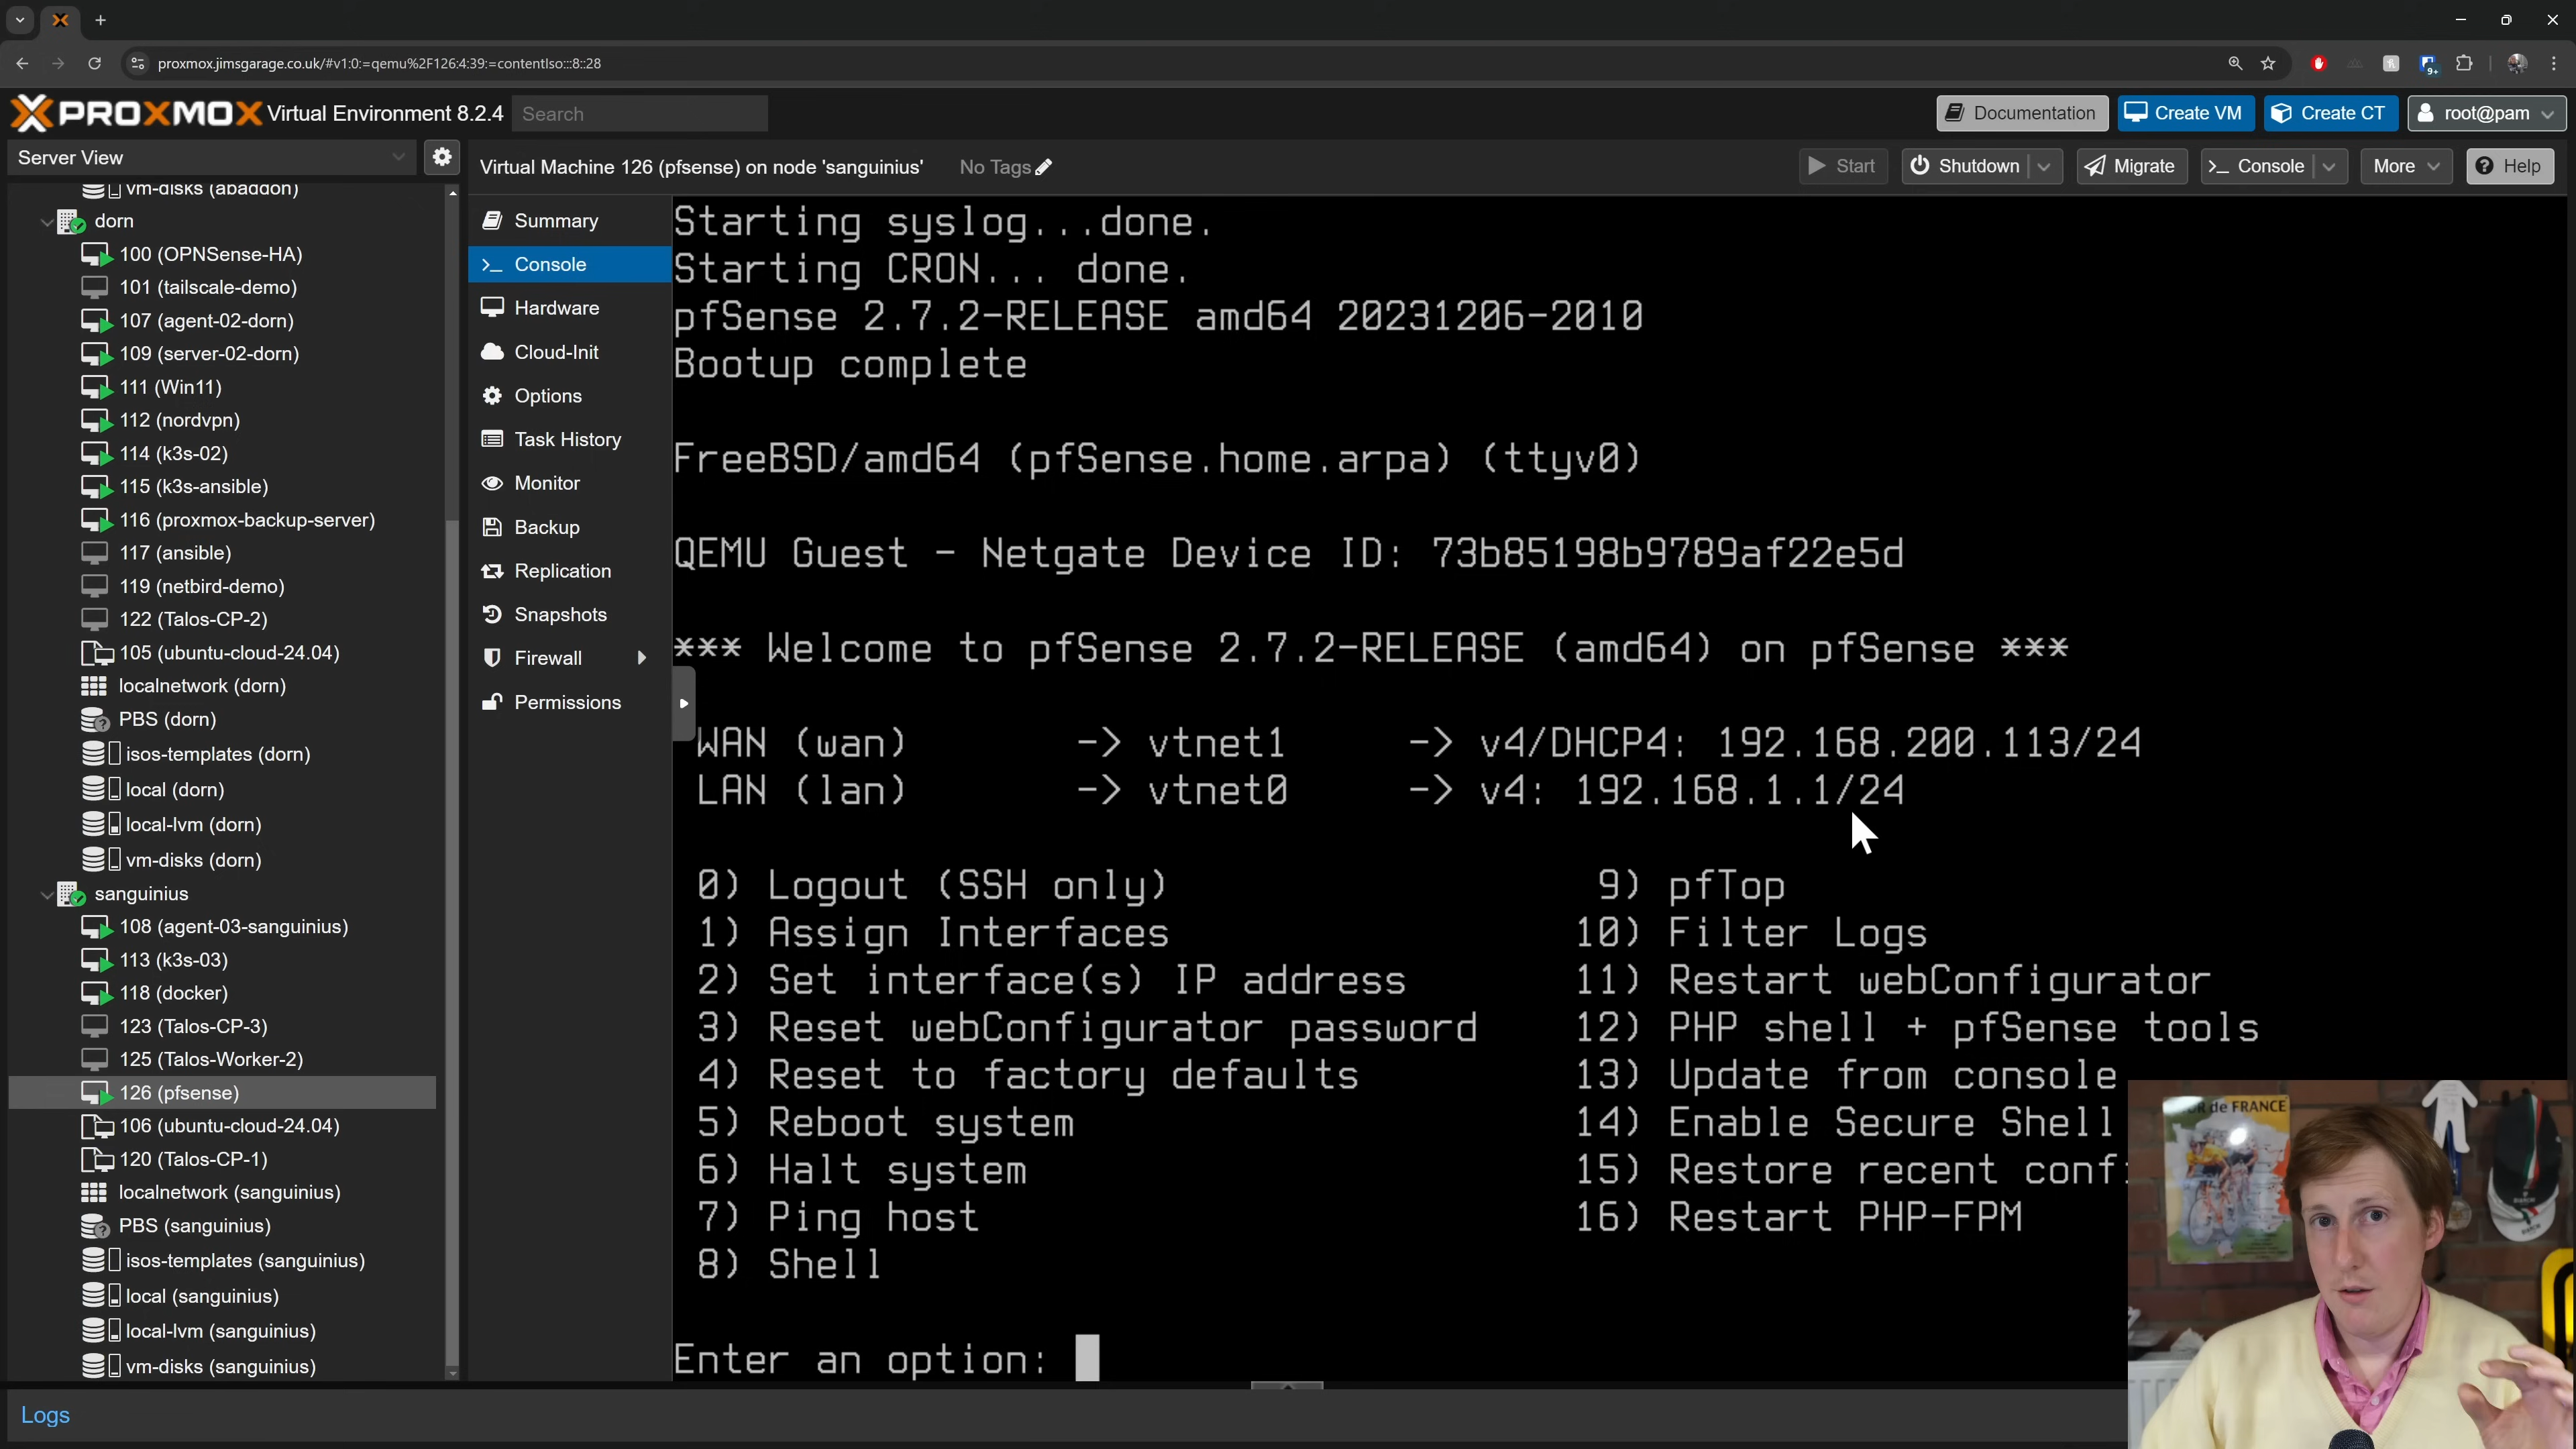 proxmox.jimsgarage.co.uk/#v1:0:=qemu%2F126:4:39:=contentIso:::8::28
9+
PROXMOX Virtual Environment 8.2.4
Search
Documentation
Create VM
Create CT
root@pam
Server View
Virtual Machine 126 (pfsense) on node 'sanguinius'
No Tags
Start
Shutdown
Migrate
Console
More
Help
vm-disks (abaddon)
dorn
100 (OPNSense-HA)
101 (tailscale-demo)
107 (agent-02-dorn)
109 (server-02-dorn)
111 (Win11)
112 (nordvpn)
114 (k3s-02)
115 (k3s-ansible)
116 (proxmox-backup-server)
117 (ansible)
119 (netbird-demo)
122 (Talos-CP-2)
105 (ubuntu-cloud-24.04)
localnetwork (dorn)
PBS (dorn)
isos-templates (dorn)
local (dorn)
local-lvm (dorn)
vm-disks (dorn)
sanguinius
108 (agent-03-sanguinius)
113 (k3s-03)
118 (docker)
123 (Talos-CP-3)
125 (Talos-Worker-2)
126 (pfsense)
106 (ubuntu-cloud-24.04)
120 (Talos-CP-1)
localnetwork (sanguinius)
PBS (sanguinius)
isos-templates (sanguinius)
local (sanguinius)
local-lvm (sanguinius)
vm-disks (sanguinius)
Summary
Console
Hardware
Cloud-Init
Options
Task History
Monitor
Backup
Replication
Snapshots
Firewall
Permissions
Starting syslog...done.
Starting CRON... done.
pfSense 2.7.2-RELEASE amd64 20231206-2010
Bootup complete
FreeBSD/amd64 (pfSense.home.arpa) (ttyv0)
QEMU Guest - Netgate Device ID: 73b85198b9789af22e5d
*** Welcome to pfSense 2.7.2-RELEASE (amd64) on pfSense ***
WAN (wan) -> vtnet1 -> v4/DHCP4: 192.168.200.113/24
LAN (lan) -> vtnet0 -> v4: 192.168.1.1/24
0) Logout (SSH only) 9) pfTop
1) Assign Interfaces 10) Filter Logs
2) Set interface(s) IP address 11) Restart webConfigurator
3) Reset webConfigurator password 12) PHP shell + pfSense tools
4) Reset to factory defaults 13) Update from console
5) Reboot system 14) Enable Secure Shell
6) Halt system 15) Restore recent confi
7) Ping host 16) Restart PHP-FPM
8) Shell
Enter an option:
Logs
de FRANCE